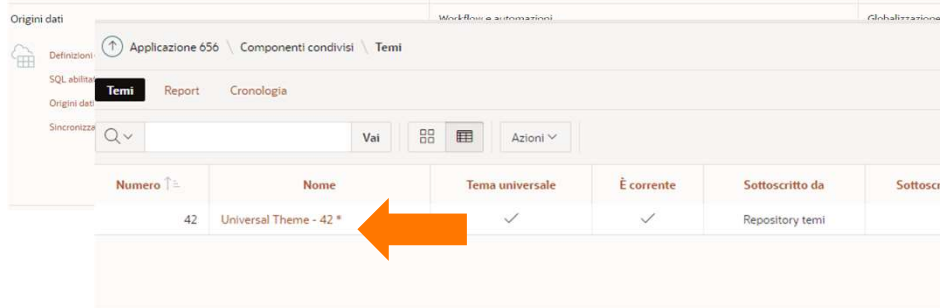 Origini dati
Workflow e automazioni
Globalizzazione
Applicazione 656 \ Componenti condivisi \ Temi
Definizioni
SQL abilitat
Origini dati
Sincronizza
Temi Report Cronologia
Vai
Azioni
Numero Nome Tema universale È corrente Sottoscritto da Sottoscr
42 Universal Theme - 42 * Repository temi